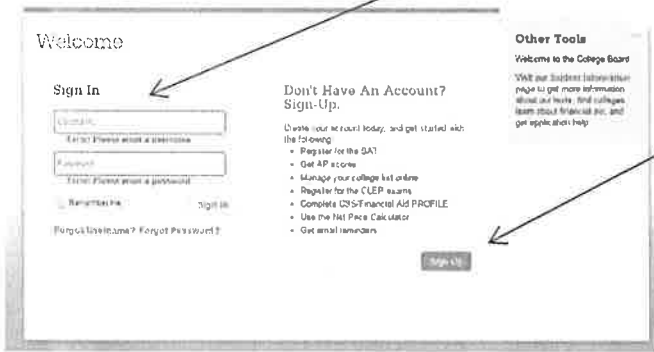 Welcome
Sign In
Username
Error: Please enter a username
Password
Error: Please enter a password
Remember me
Sign In
Forgot Username? Forgot Password?
Don't Have An Account?
Sign-Up.
Create your account today, and get started with
the following:
Register for the SAT
Get AP scores
Manage your college list online
Register for the CLEP exams
Complete CSS/Financial Aid PROFILE
Use the Net Price Calculator
Get email reminders
Sign Up
Other Tools
Welcome to the College Board
Visit our Student Information
page to get more information
about our tests, find colleges
learn about financial aid, and
get application help